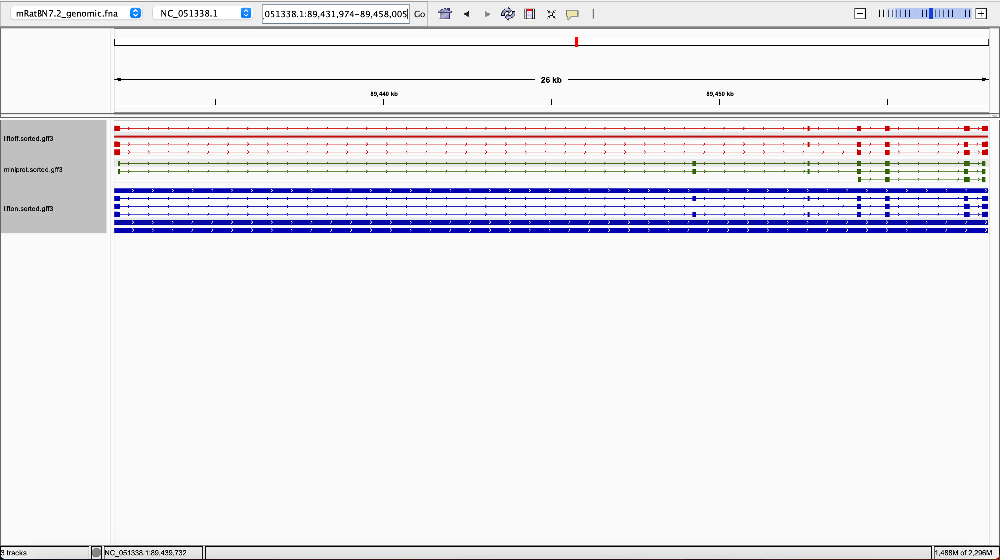 mRatBN7.2_genomic.fna NC_051338.1 .051338.1:89,431,974-89,458,005 Go
26 kb
89,440 kb 89,450 kb
liftoff.sorted.gff3
miniprot.sorted.gff3
lifton.sorted.gff3
3 tracks NC_051338.1:89,439,732 1,488M of 2,296M